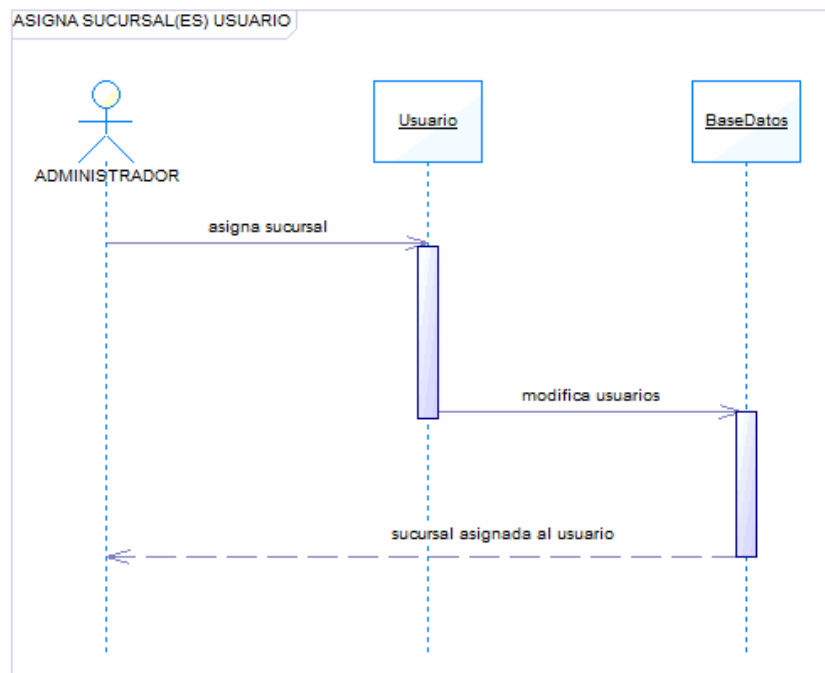 ASIGNA SUCURSAL(ES) USUARIO
Usuario
BaseDatos
ADMINISTRADOR
asigna sucursal
modifica usuarios
sucursal asignada al usuario